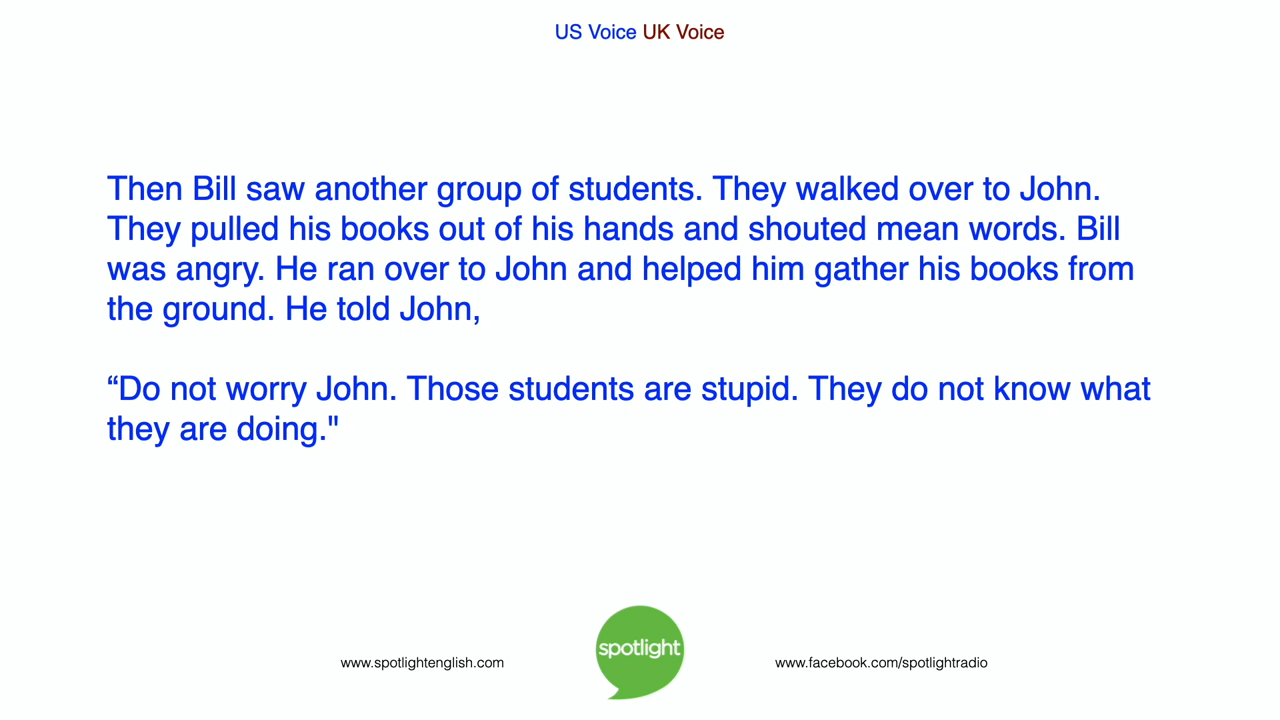 US Voice UK Voice
Then Bill saw another group of students. They walked over to John.
They pulled his books out of his hands and shouted mean words. Bill
was angry. He ran over to John and helped him gather his books from
the ground. He told John,
“Do not worry John. Those students are stupid. They do not know what
they are doing."
spotlight
www.spotlightenglish.com
www.facebook.com/spotlightradio